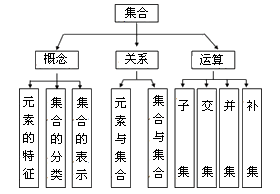 集合
概念
关系
运算
元素的特征
集合的分类
集合的表示
元素与集合
集合与集合
子集
交集
并集
补集